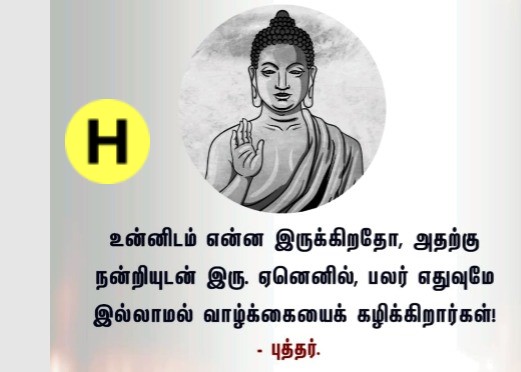 H
உன்னிடம் என்ன இருக்கிறதோ, அதற்கு
நன்றியுடன் இரு. ஏனெனில், பலர் எதுவுமே
இல்லாமல் வாழ்க்கையைக் கழிக்கிறார்கள்!
- புத்தர்.